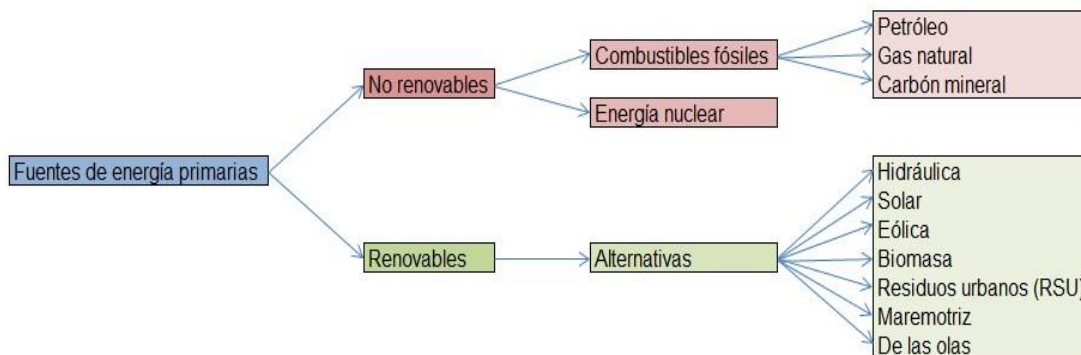 Petróleo
Gas natural
Carbón mineral
Combustibles fósiles
No renovables
Energía nuclear
Fuentes de energía primarias
Hidráulica
Solar
Eólica
Biomasa
Residuos urbanos (RSU)
Maremotriz
De las olas
Renovables
Alternativas